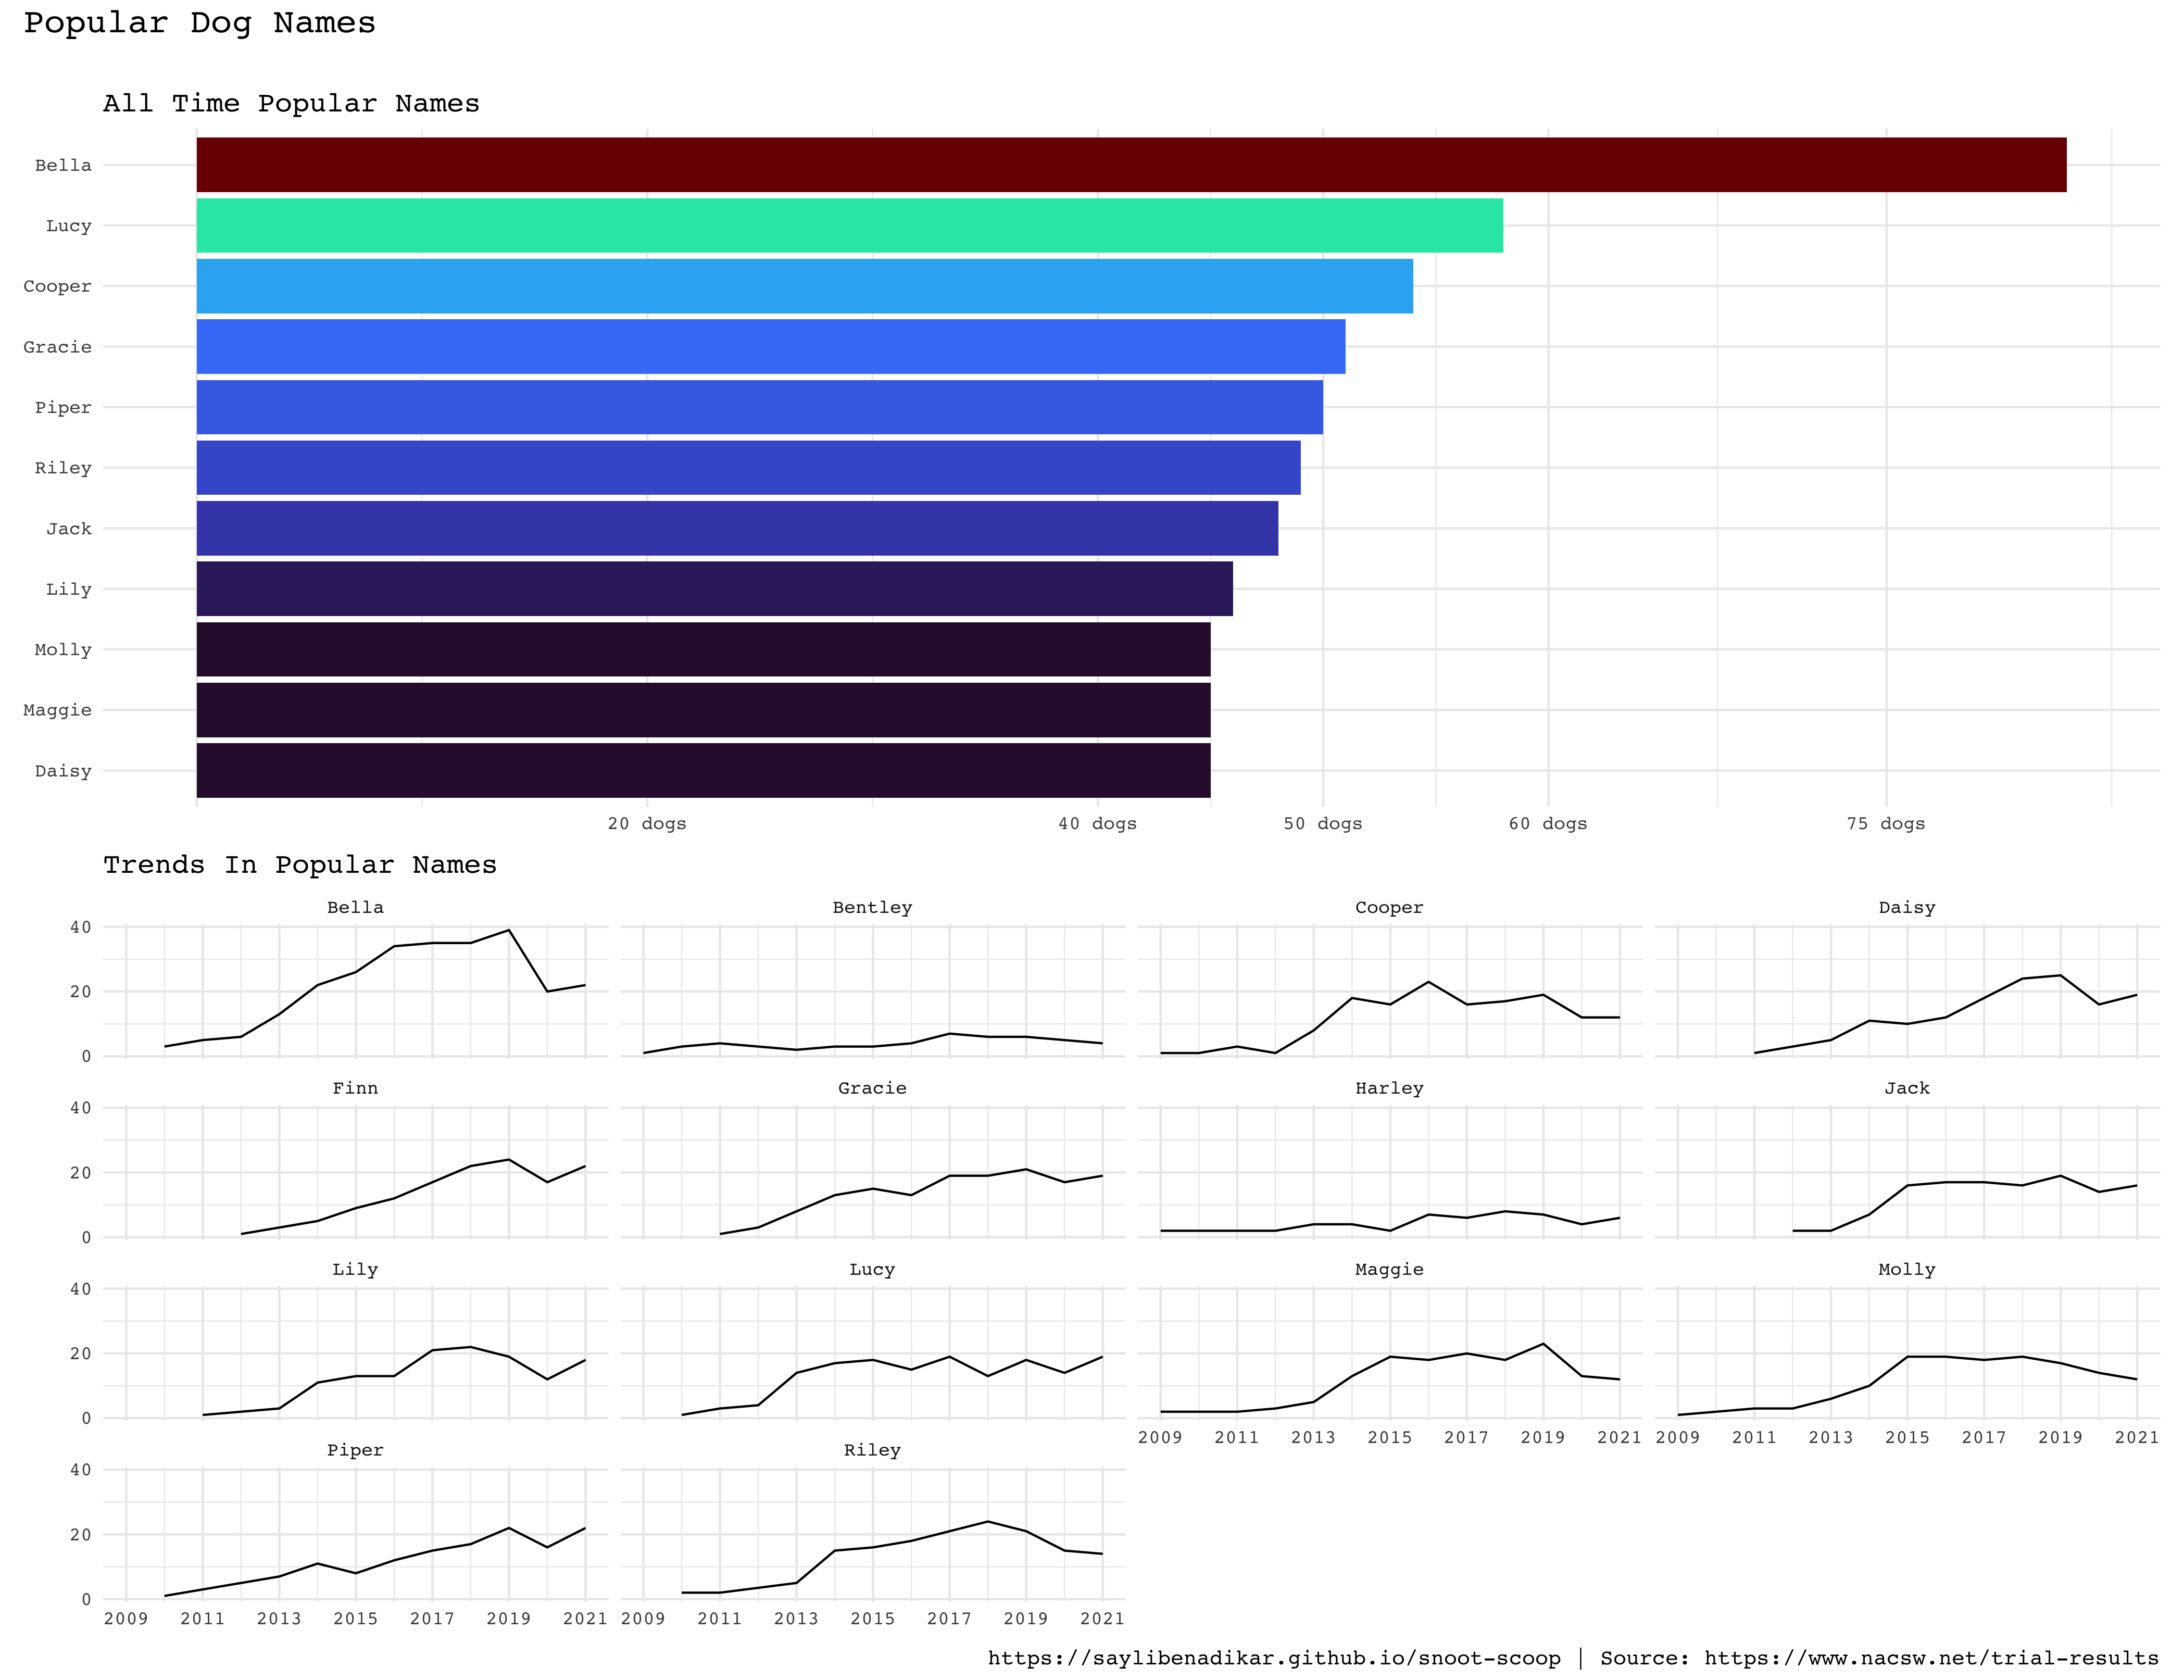 Popular Dog Names
All Time Popular Names
Bella
Lucy
Cooper
Gracie
Piper
Riley
Jack
Lily
Molly
Maggie
Daisy
20 dogs 40 dogs 50 dogs 60 dogs 75 dogs
Trends In Popular Names
Bella Bentley Cooper Daisy
40
20
0
Finn Gracie Harley Jack
40
20
0
Lily Lucy Maggie Molly
40
20
0
2009 2011 2013 2015 2017 2019 2021 2009 2011 2013 2015 2017 2019 2021
Piper Riley
40
20
0
2009 2011 2013 2015 2017 2019 2021 2009 2011 2013 2015 2017 2019 2021
https://saylibenadikar.github.io/snoot-scoop | Source: https://www.nacsw.net/trial-results